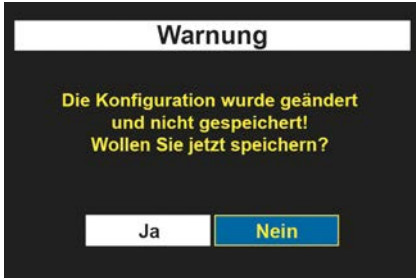 Warnung
Die Konfiguration wurde geändert
und nicht gespeichert!
Wollen Sie jetzt speichern?
Ja
Nein